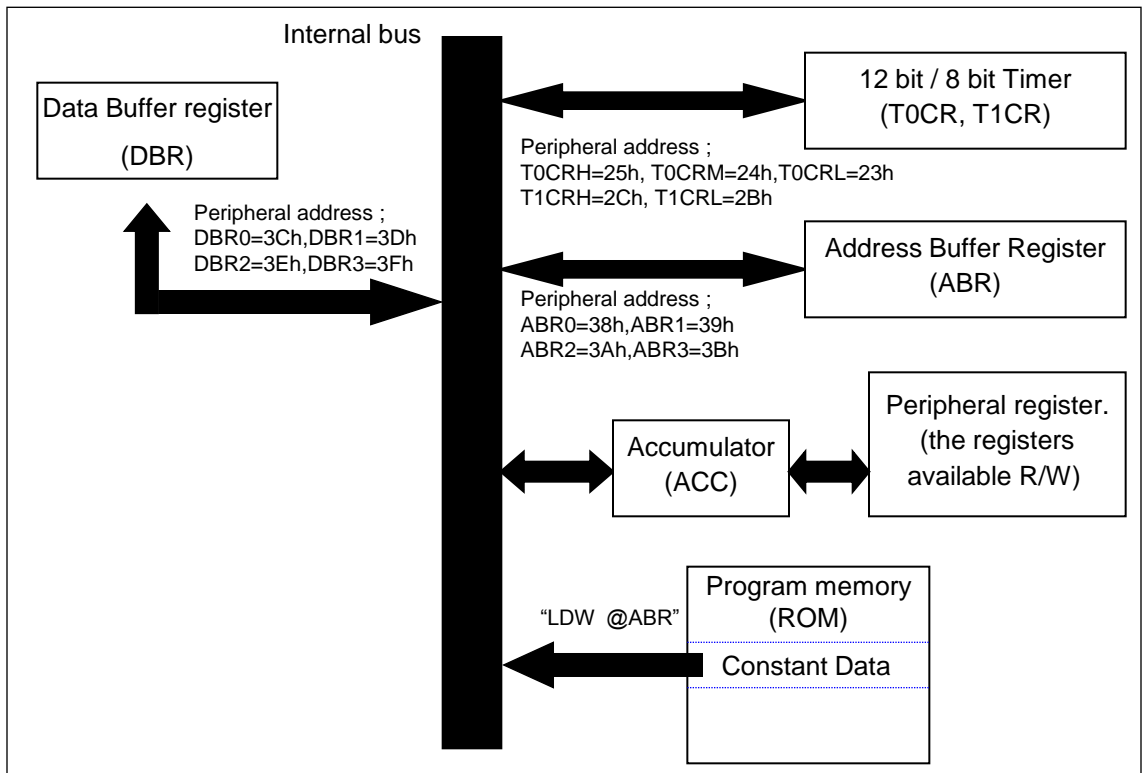 Internal bus
Data Buffer register
(DBR)
Peripheral address ;
DBR0=3Ch,DBR1=3Dh
DBR2=3Eh,DBR3=3Fh
12 bit / 8 bit Timer
(T0CR, T1CR)
Peripheral address ;
T0CRH=25h, T0CRM=24h,T0CRL=23h
T1CRH=2Ch, T1CRL=2Bh
Address Buffer Register
(ABR)
Peripheral address ;
ABR0=38h,ABR1=39h
ABR2=3Ah,ABR3=3Bh
Accumulator
(ACC)
Peripheral register.
(the registers
available R/W)
“LDW @ABR”
Program memory
(ROM)
Constant Data